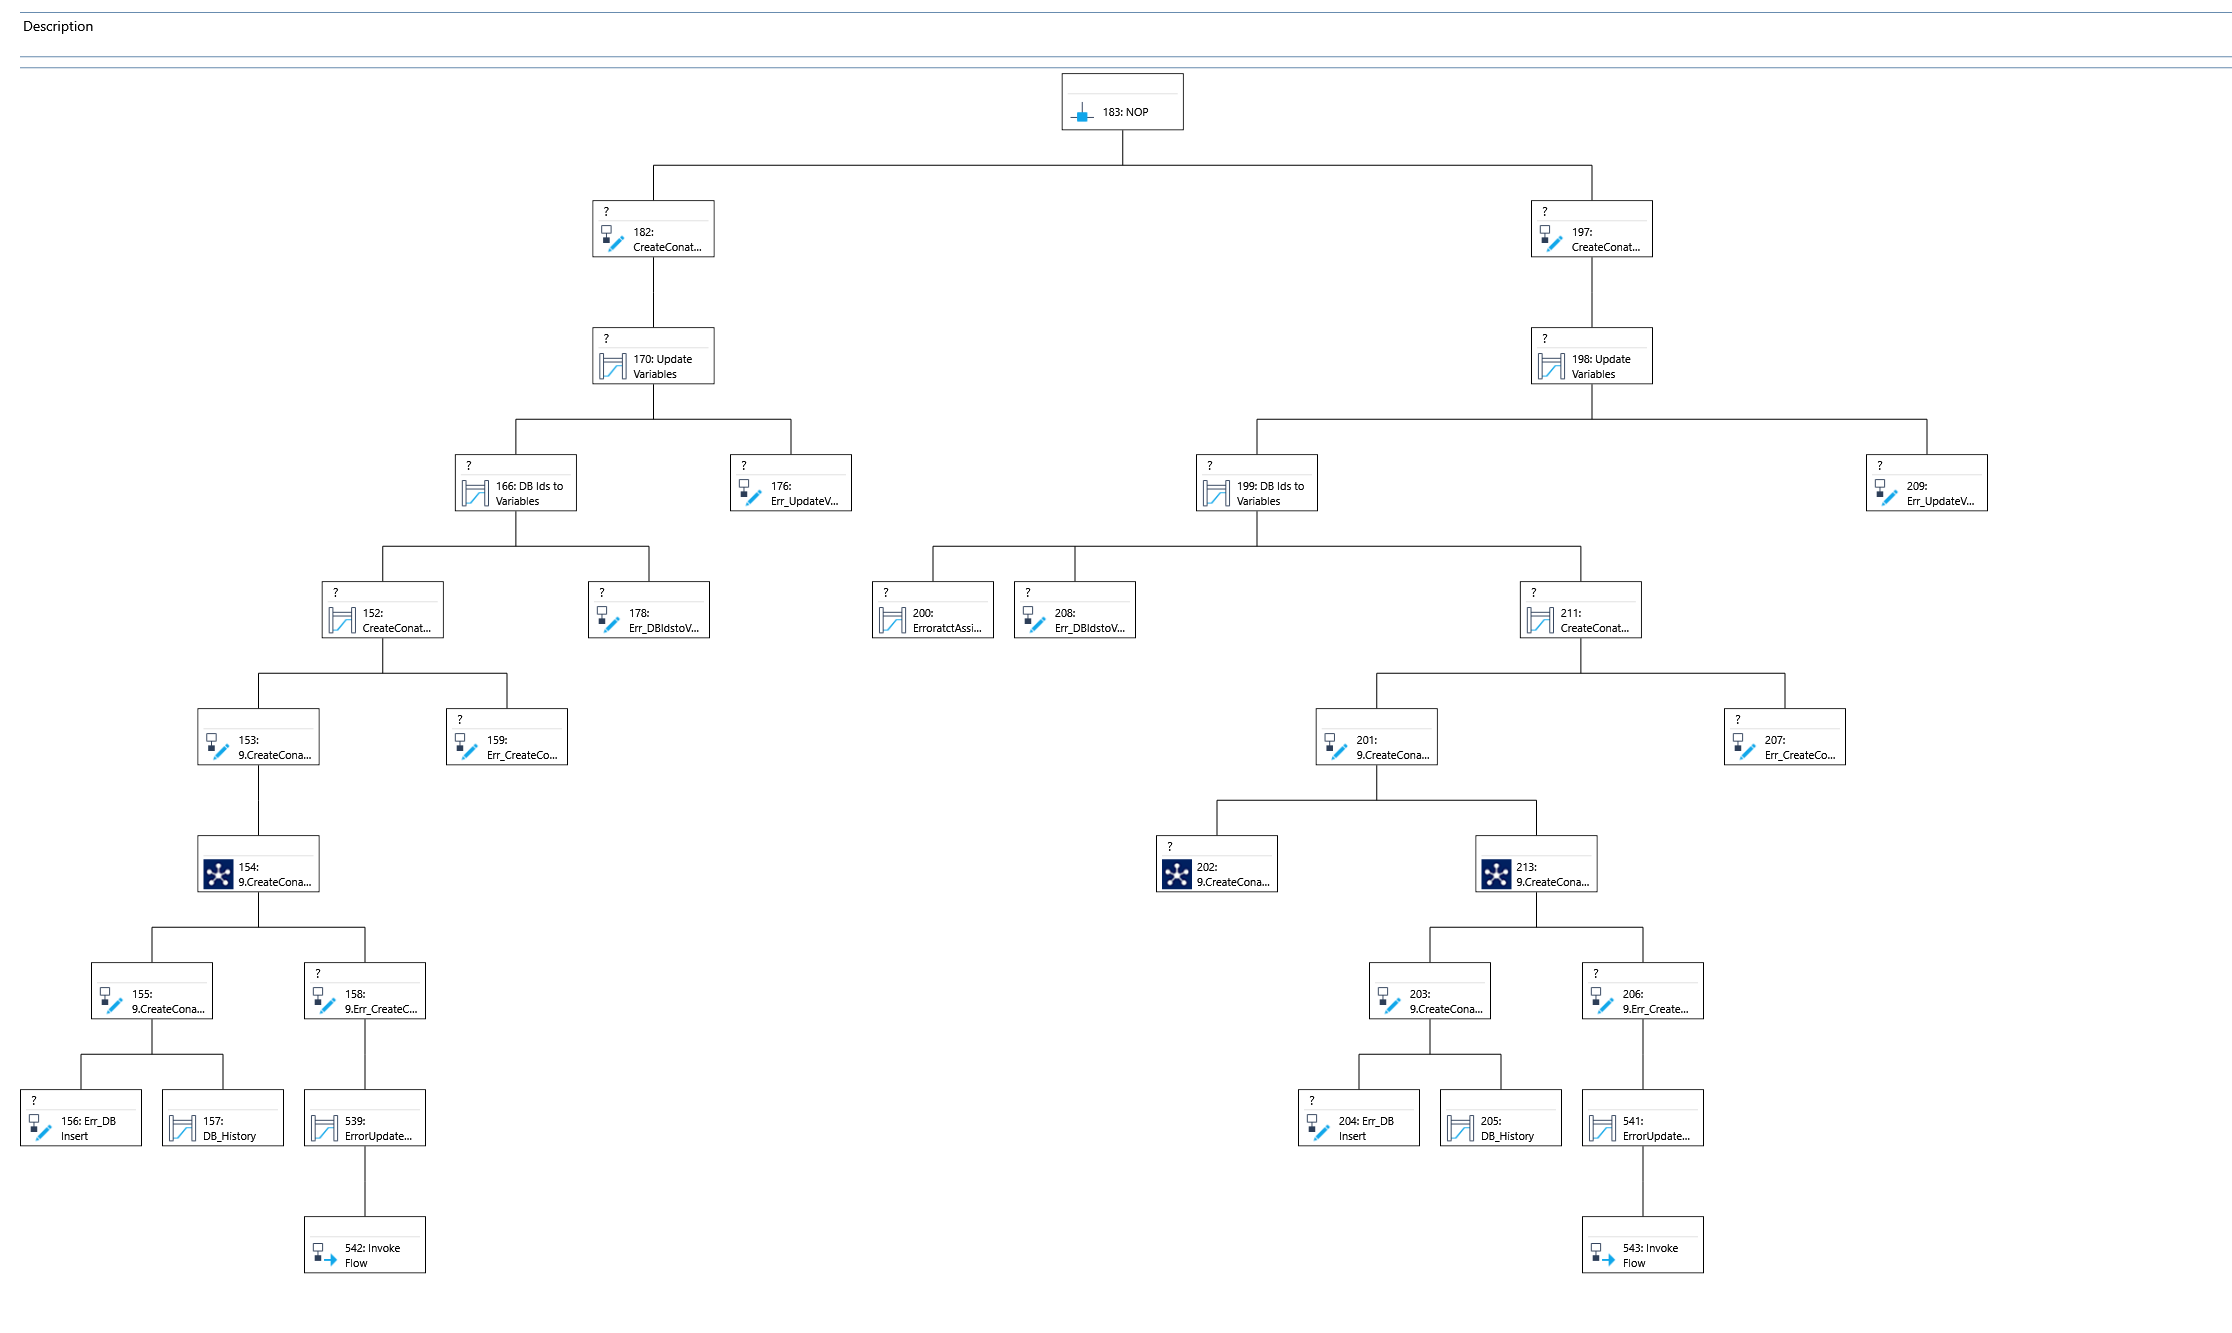 Description
183: NOP
?
182:
CreateConat...
?
197:
CreateConat...
?
170: Update
Variables
?
198: Update
Variables
?
166: DB Ids to
Variables
?
176:
Err_UpdateV...
?
199: DB Ids to
Variables
?
209:
Err_UpdateV...
?
152:
CreateConat...
?
178:
Err_DBIdstoV...
?
200:
ErroratctAssi...
?
208:
Err_DBIdstoV...
?
211:
CreateConat...
153:
9.CreateCona...
?
159:
Err_CreateCo...
201:
9.CreateCona...
?
207:
Err_CreateCo...
154:
9.CreateCona...
?
202:
9.CreateCona...
213:
9.CreateCona...
155:
9.CreateCona...
?
158:
9.Err_CreateC...
203:
9.CreateCona...
?
206:
9.Err_Create...
?
156: Err_DB
Insert
157:
DB_History
539:
ErrorUpdate...
?
204: Err_DB
Insert
205:
DB_History
541:
ErrorUpdate...
542: Invoke
Flow
543: Invoke
Flow